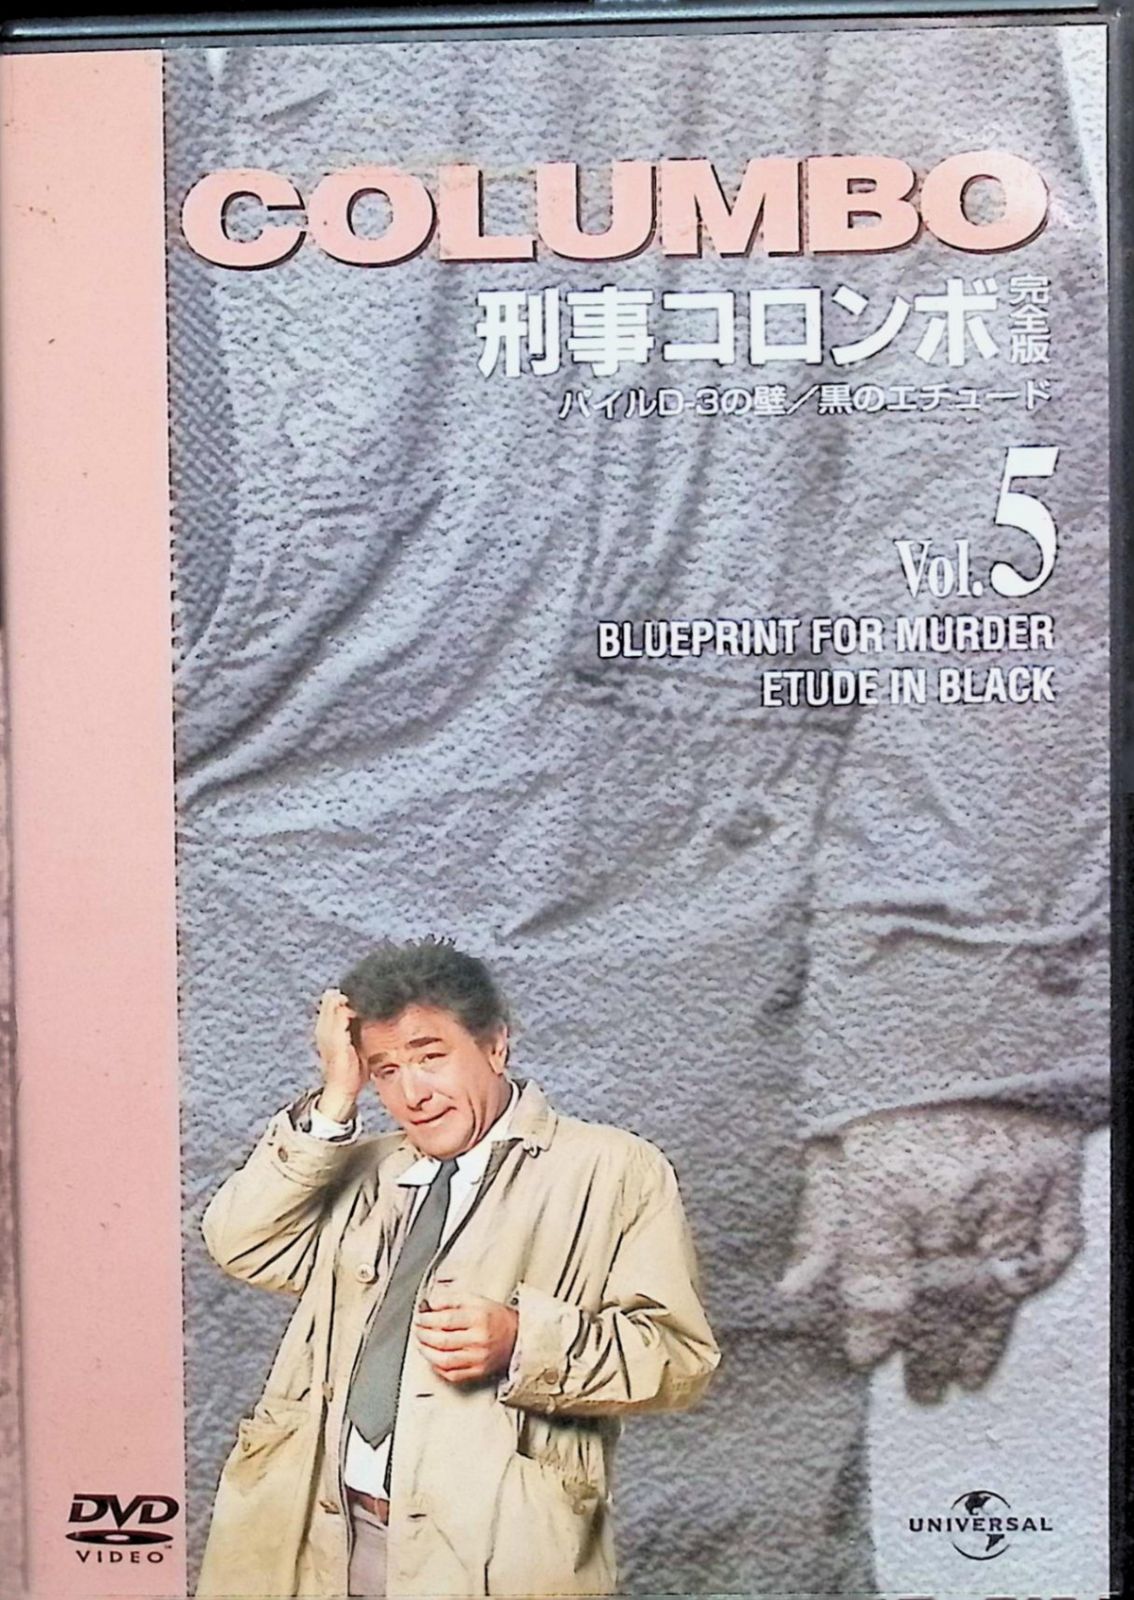 COLUMBO
刑事コロンボ 完全版
パイルD-3の壁／黒のエチュード
Vol.5
BLUEPRINT FOR MURDER
ETUDE IN BLACK
DVD
VIDEO™
UNIVERSAL